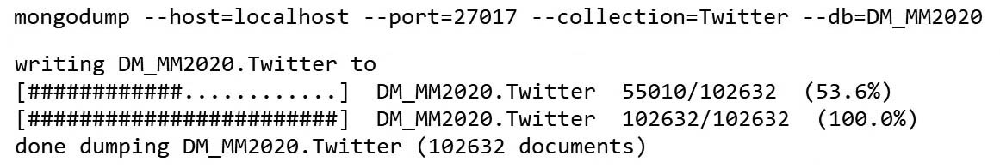 mongodump --host=localhost --port=27017 --collection=Twitter --db=DM_MM2020
writing DM_MM2020.Twitter to
[############............]  DM_MM2020.Twitter  55010/102632  (53.6%)
[########################]  DM_MM2020.Twitter  102632/102632  (100.0%)
done dumping DM_MM2020.Twitter (102632 documents)